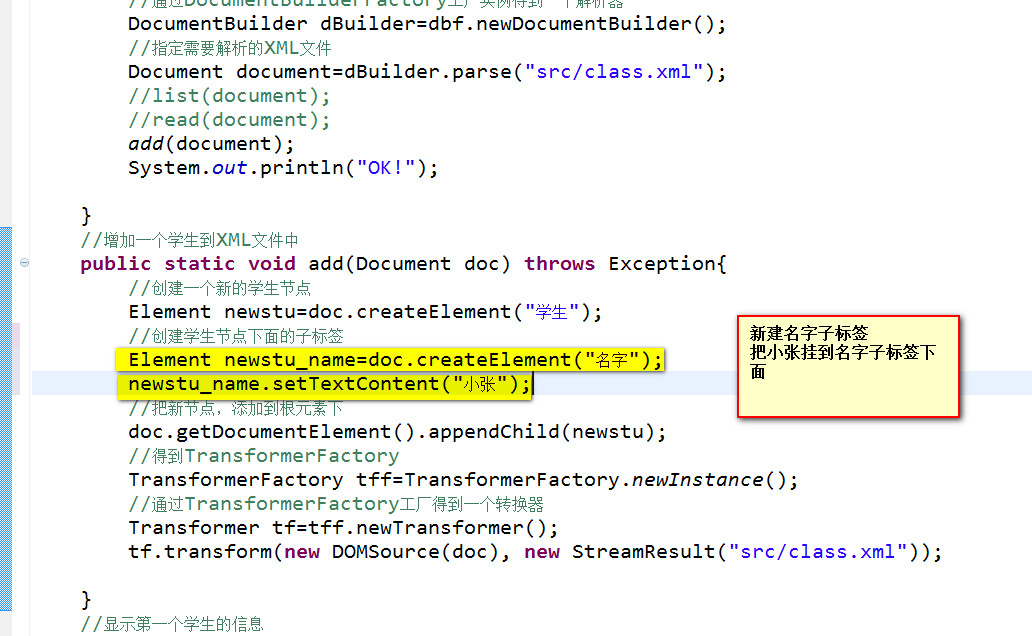 //通过DocumentBuilderFactory工厂实例得到一个解析器
DocumentBuilder dBuilder=dbf.newDocumentBuilder();
//指定需要解析的XML文件
Document document=dBuilder.parse("src/class.xml");
//list(document);
//read(document);
add(document);
System.out.println("OK!");
}
//增加一个学生到XML文件中
public static void add(Document doc) throws Exception{
//创建一个新的学生节点
Element newstu=doc.createElement("学生");
//创建学生节点下面的子标签
Element newstu_name=doc.createElement("名字");
newstu_name.setTextContent("小张");
新建名字子标签
把小张挂到名字子标签下
面
//把新节点，添加到根元素下
doc.getDocumentElement().appendChild(newstu);
//得到TransformerFactory
TransformerFactory tff=TransformerFactory.newInstance();
//通过TransformerFactory工厂得到一个转换器
Transformer tf=tff.newTransformer();
tf.transform(new DOMSource(doc), new StreamResult("src/class.xml"));
}
//显示第一个学生的信息